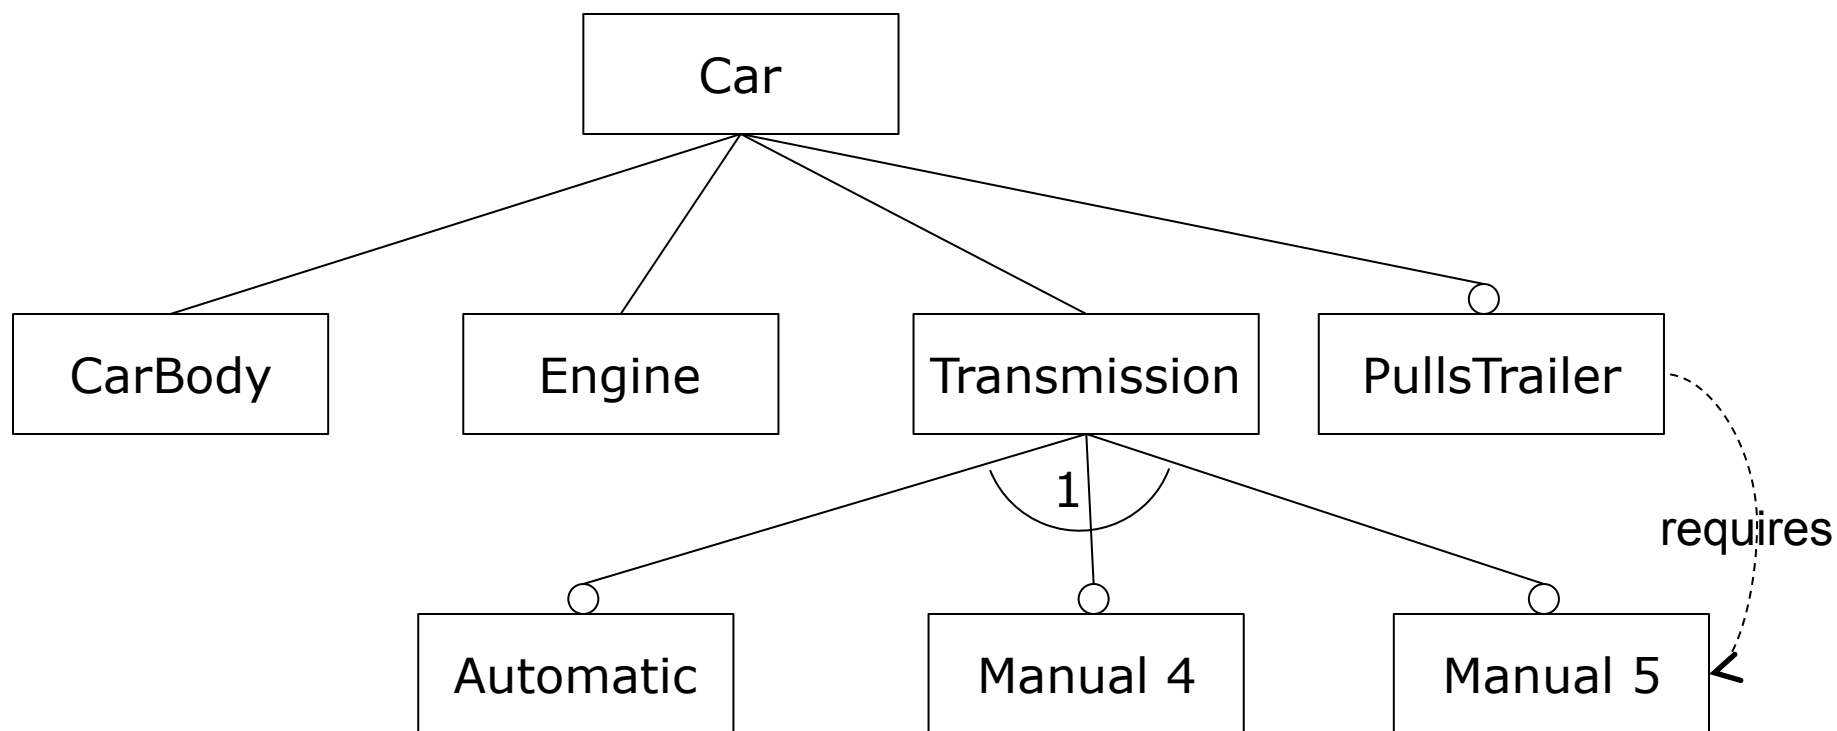 Car
CarBody
Engine
Transmission
PullsTrailer
1
requires
Automatic
Manual 4
Manual 5